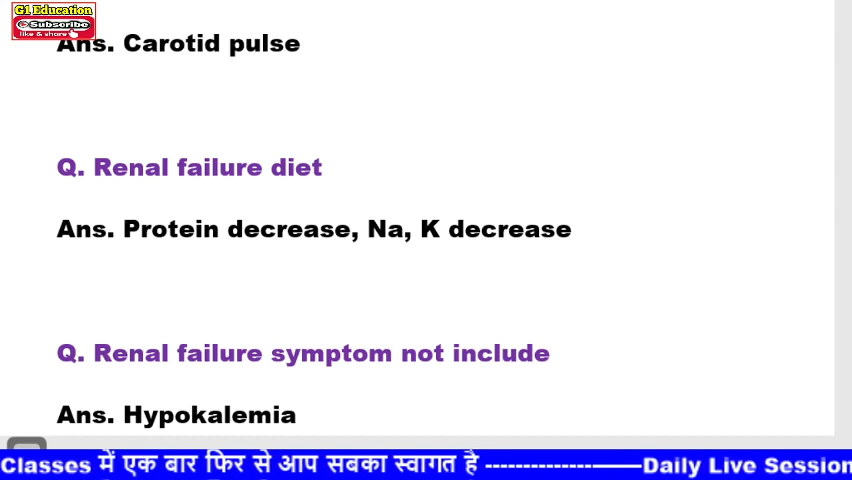 G1 Education
Subscribe
like & share
Ans. Carotid pulse
Q. Renal failure diet
Ans. Protein decrease, Na, K decrease
Q. Renal failure symptom not include
Ans. Hypokalemia
Classes में एक बार फिर से आप सबका स्वागत है ---------------------Daily Live Session